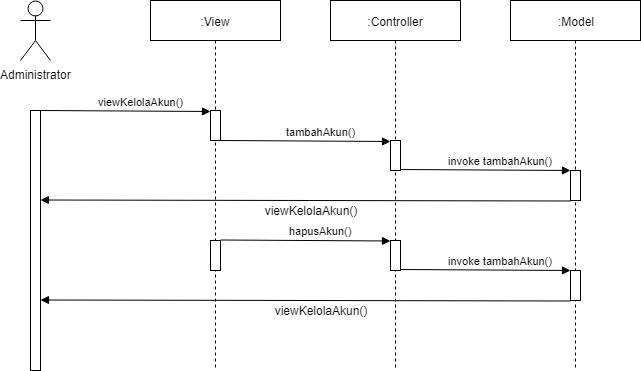 :View
:Controller
:Model
Administrator
viewKelolaAkun()
tambahAkun()
invoke tambahAkun()
viewKelolaAkun()
hapusAkun()
invoke tambahAkun()
viewKelolaAkun()